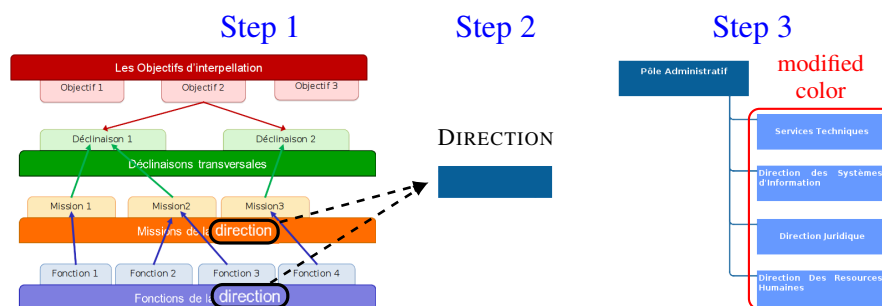 Step 1
Step 2
Step 3
Les Objectifs d'interpellation
Objectif 1
Objectif 2
Objectif 3
Déclinaison 1
Déclinaison 2
Déclinaisons transversales
Mission 1
Mission2
Mission3
Missions de la direction
Fonction 1
Fonction 2
Fonction 3
Fonction 4
Fonctions de la direction
DIRECTION
Pôle Administratif
modified
color
Services Techniques
Direction des Systèmes
d'Information
Direction Juridique
Direction Des Resources
Humaines